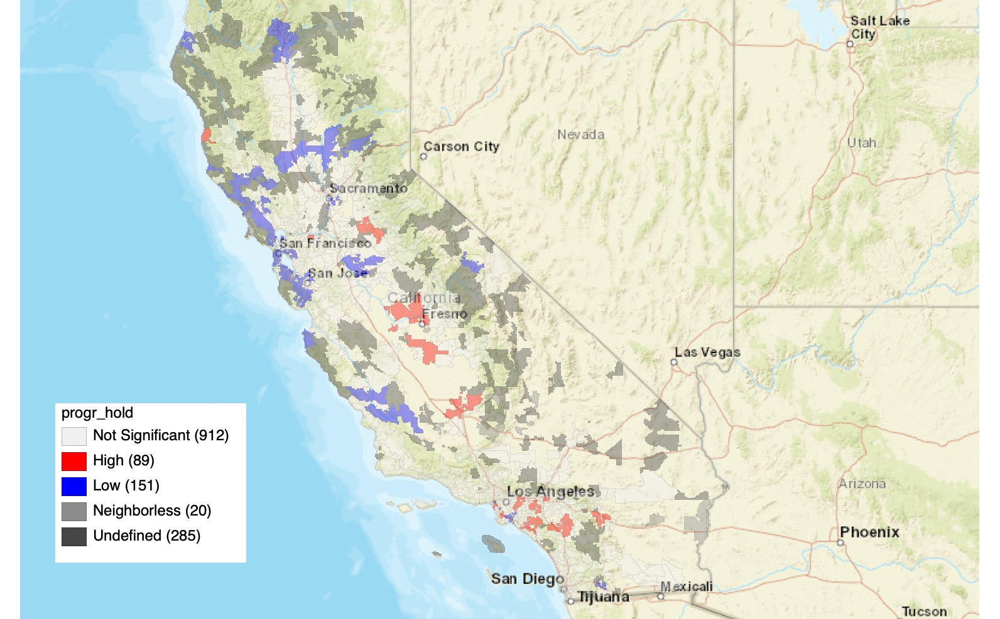 Salt Lake
City
Nevada
Carson City
Utah
Sacramento
San Francisco
San Jose
California
Fresno
Las Vegas
progr_hold
Not Significant (912)
High (89)
Low (151)
Neighborless (20)
Undefined (285)
Los Angeles
Arizona
Phoenix
San Diego
Tijuana
Mexicali
Tucson